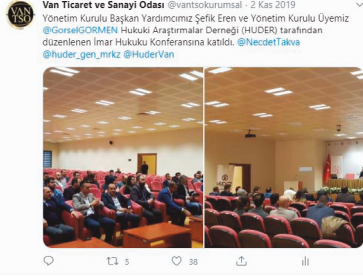 Van Ticaret ve Sanayi Odası @vantsokurumsal · 2 Kas 2019
Yönetim Kurulu Başkan Yardımcımız Şefik Eren ve Yönetim Kurulu Üyemiz
@GorselGORMEN Hukuki Araştırmalar Derneği (HUDER) tarafından
düzenlenen İmar Hukuku Konferansına katıldı. @NecdetTakva
@huder_gen_mrkz @HuderVan
VAN
TSO
5
38